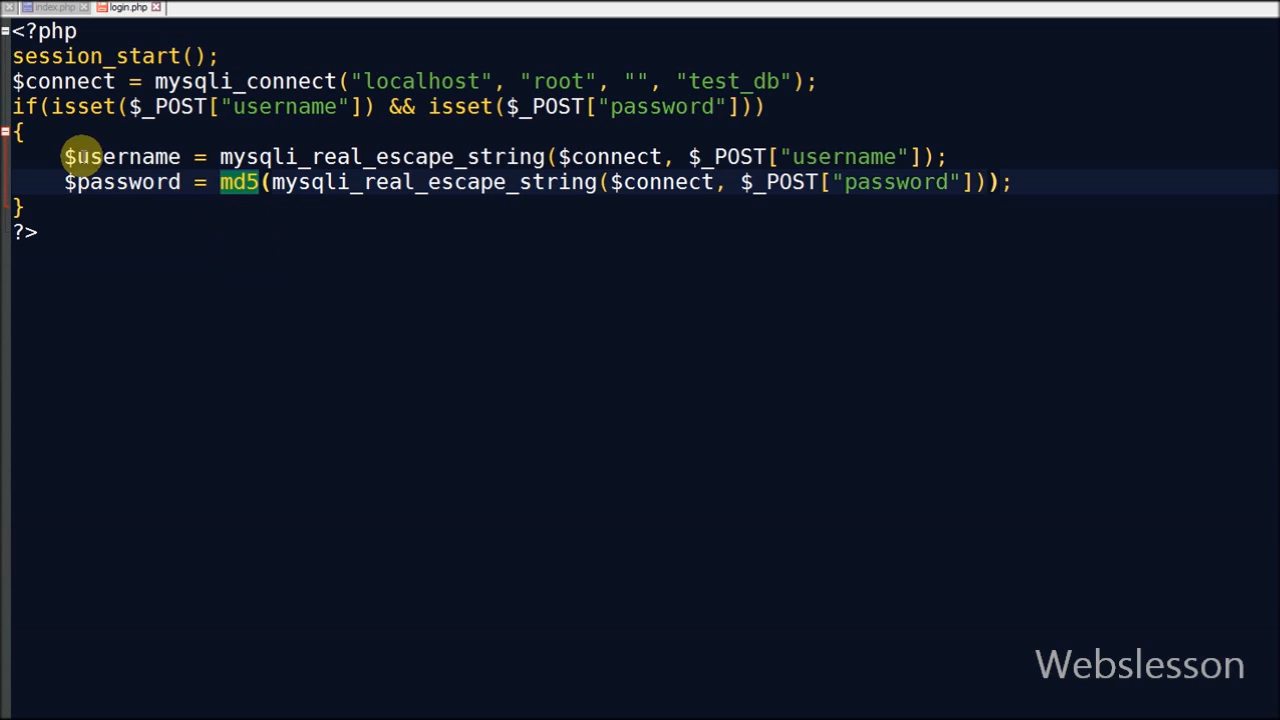 index.php login.php
<?php
session_start();
$connect = mysqli_connect("localhost", "root", "", "test_db");
if(isset($_POST["username"]) && isset($_POST["password"]))
{
    $username = mysqli_real_escape_string($connect, $_POST["username"]);
    $password = md5(mysqli_real_escape_string($connect, $_POST["password"]));
}
?>
Webslesson